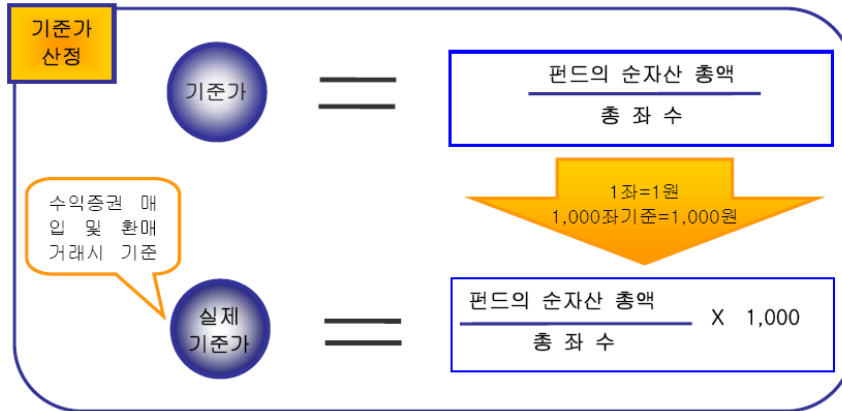 기준가
산정
기준가
펀드의 순자산 총액
총 좌 수
1좌=1원
1,000좌기준=1,000원
수익증권 매
입 및 환매
거래시 기준
실제
기준가
펀드의 순자산 총액
X 1,000
총 좌 수